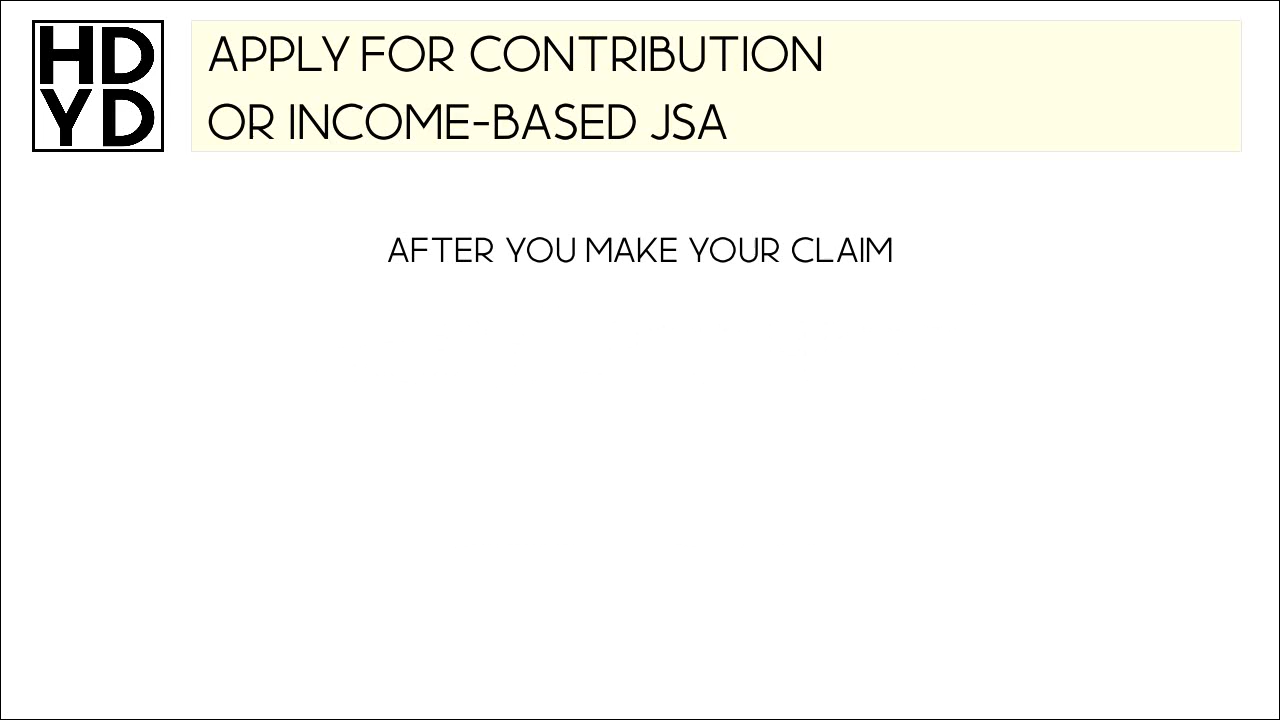 HD
YD
APPLY FOR CONTRIBUTION
OR INCOME-BASED JSA
AFTER YOU MAKE YOUR CLAIM